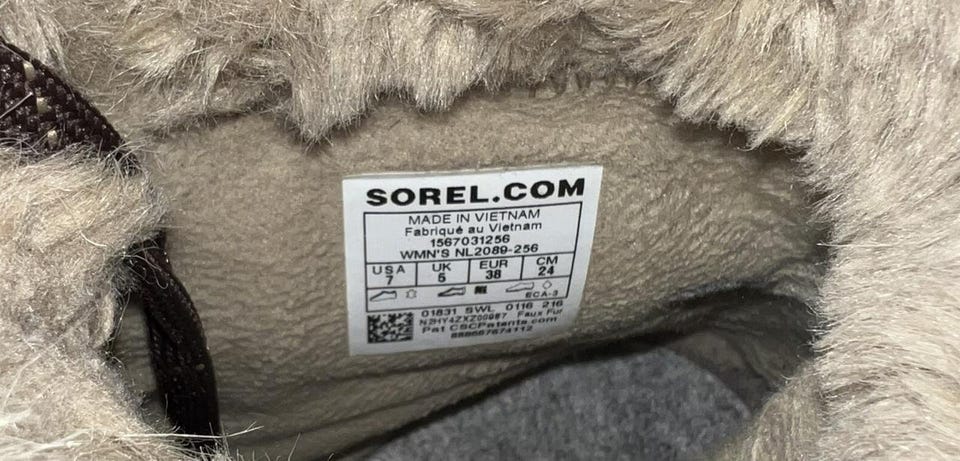 SOREL.COM
MADE IN VIETNAM
Fabriqué au Vietnam
1567031256
WMN'S NL2089-256
USA UK EUR CM
7 5 38 24
ECA-3
01831 SWL 0116 216
Faux Fur
Pat CSCPatents.com
888667674112